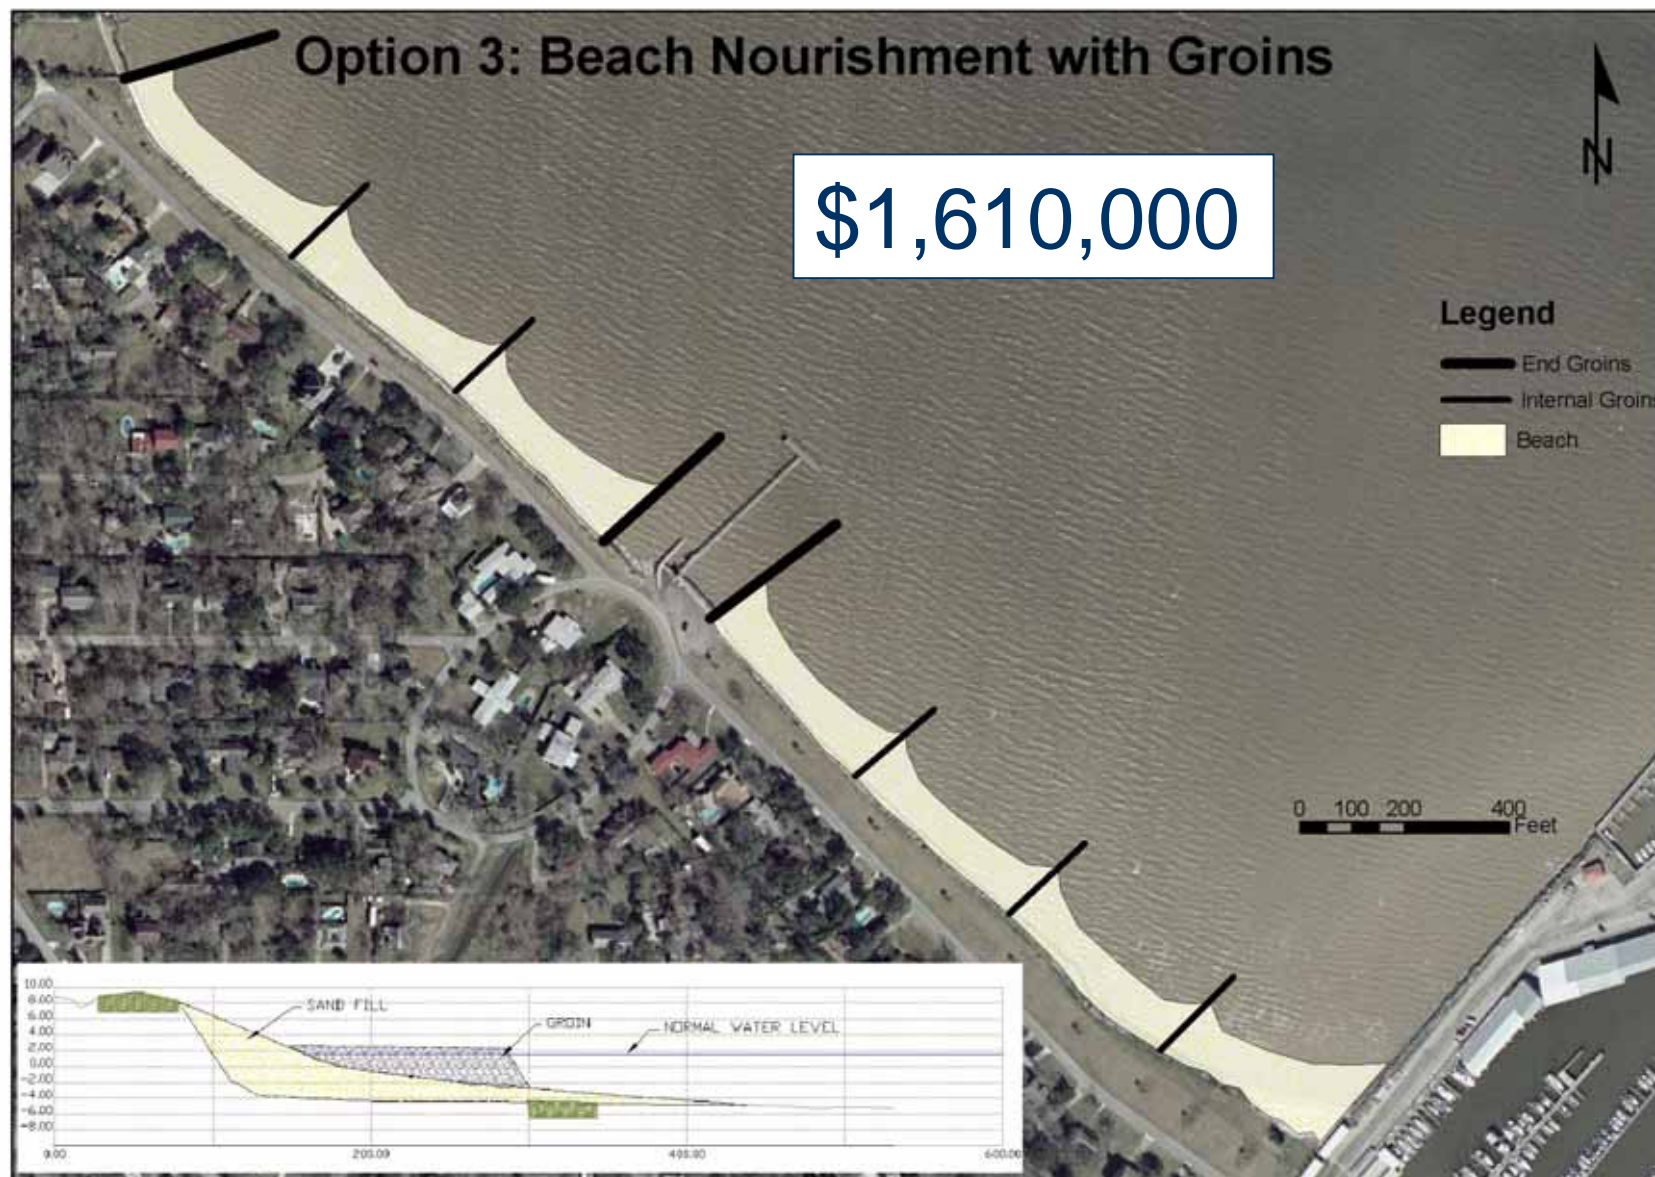 Option 3: Beach Nourishment with Groins
N
$1,610,000
Legend
End Groins
Internal Groins
Beach
0 100 200 400
Feet
10.00
8.00
6.00
4.00
2.00
0.00
-2.00
-4.00
-6.00
-8.00
SAND FILL
GROIN
NORMAL WATER LEVEL
0.00 200.00 400.00 600.00